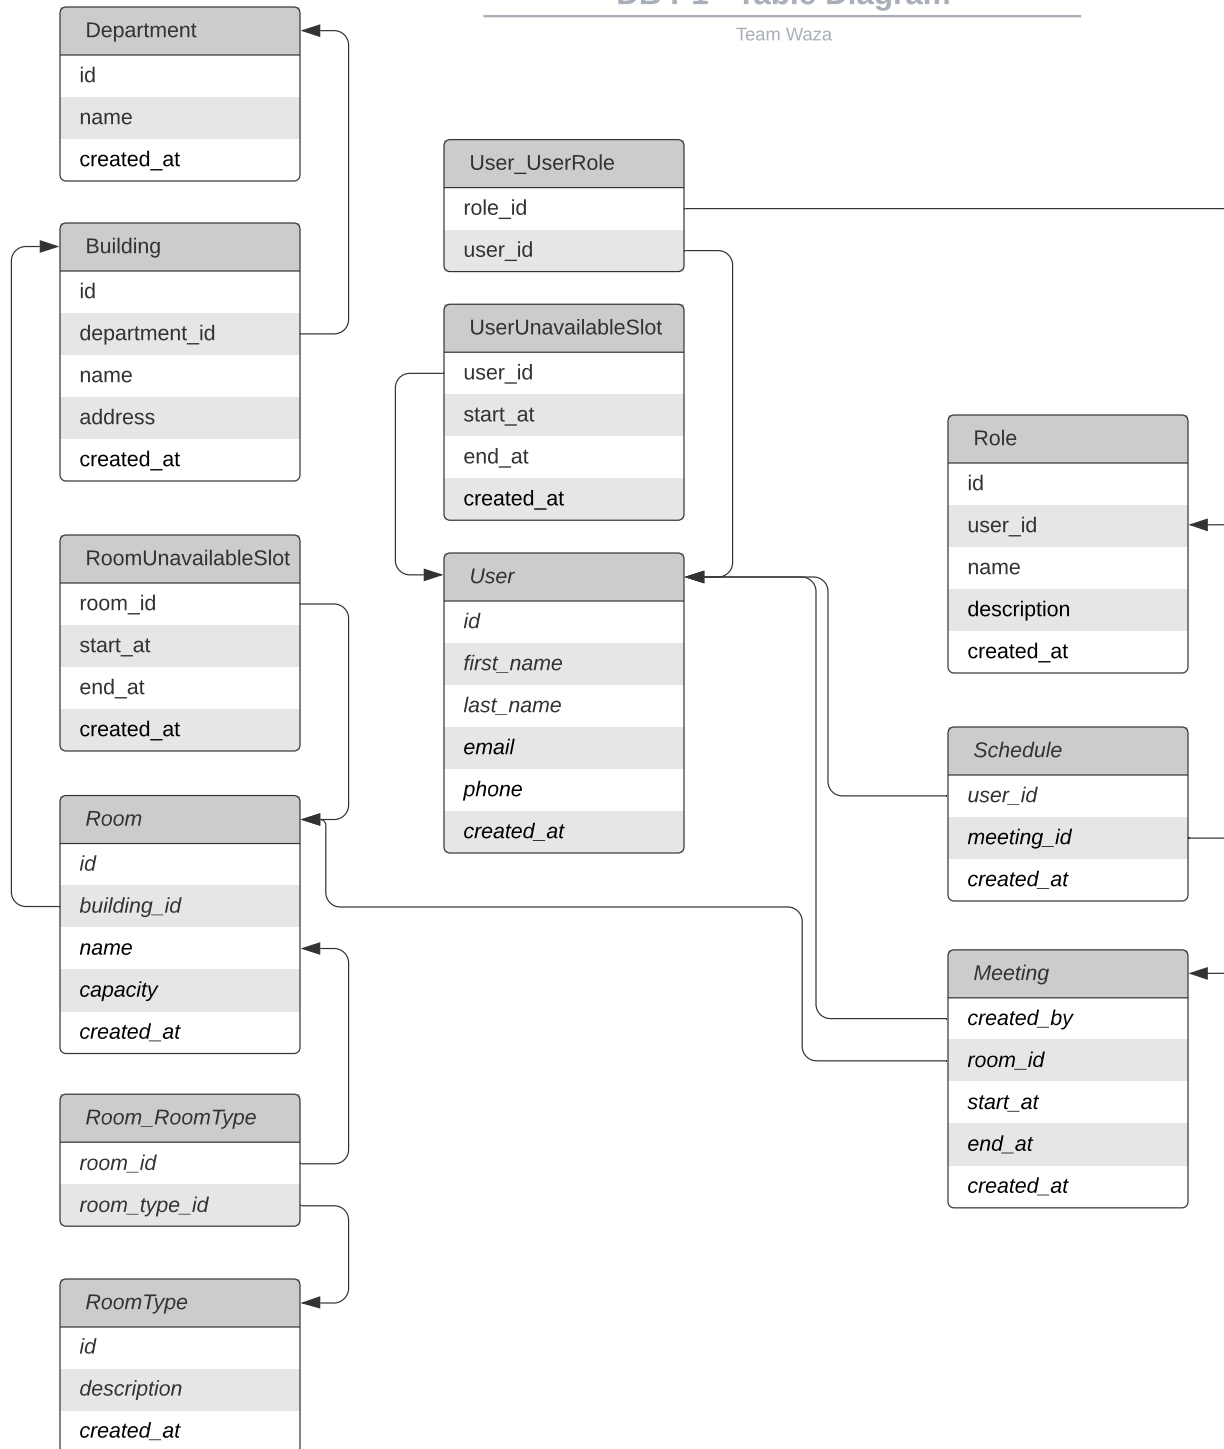 Team Waza
Department
id
name
created_at
Building
id
department_id
name
address
created_at
RoomUnavailableSlot
room_id
start_at
end_at
created_at
Room
id
building_id
name
capacity
created_at
Room_RoomType
room_id
room_type_id
RoomType
id
description
created_at
User_UserRole
role_id
user_id
UserUnavailableSlot
user_id
start_at
end_at
created_at
User
id
first_name
last_name
email
phone
created_at
Role
id
user_id
name
description
created_at
Schedule
user_id
meeting_id
created_at
Meeting
created_by
room_id
start_at
end_at
created_at